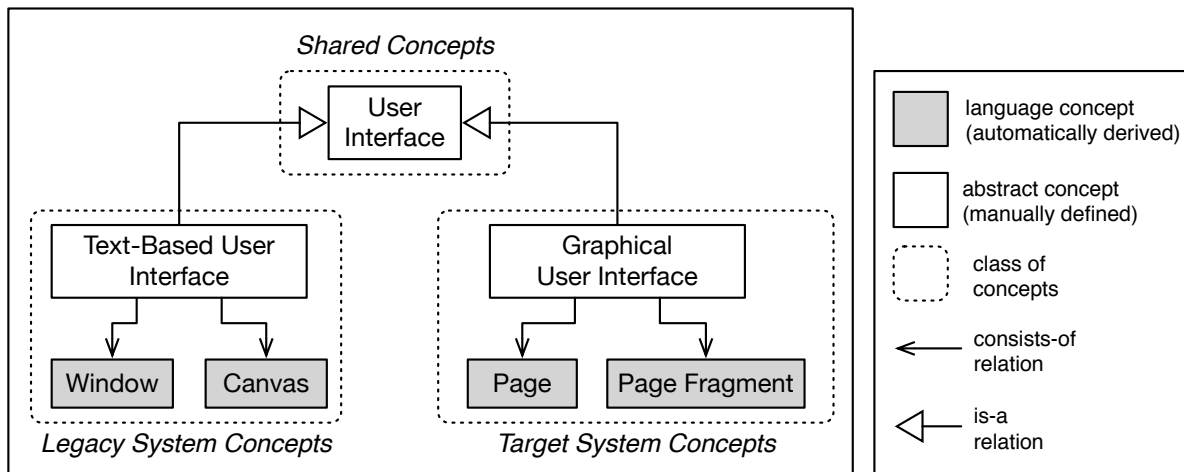 Shared Concepts
User
Interface
Text-Based User
Interface
Graphical
User Interface
Window
Canvas
Page
Page Fragment
Legacy System Concepts
Target System Concepts
language concept
(automatically derived)
abstract concept
(manually defined)
class of
concepts
consists-of
relation
is-a
relation